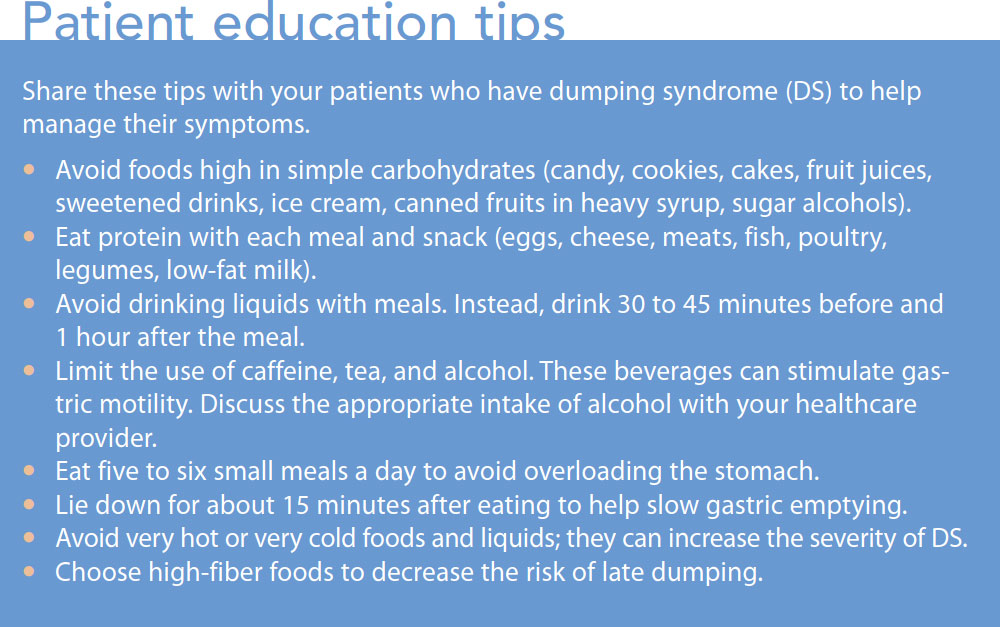 Patient education tips
Share these tips with your patients who have dumping syndrome (DS) to help
manage their symptoms.
• Avoid foods high in simple carbohydrates (candy, cookies, cakes, fruit juices,
sweetened drinks, ice cream, canned fruits in heavy syrup, sugar alcohols).
• Eat protein with each meal and snack (eggs, cheese, meats, fish, poultry,
legumes, low-fat milk).
• Avoid drinking liquids with meals. Instead, drink 30 to 45 minutes before and
1 hour after the meal.
• Limit the use of caffeine, tea, and alcohol. These beverages can stimulate gas-
tric motility. Discuss the appropriate intake of alcohol with your healthcare
provider.
• Eat five to six small meals a day to avoid overloading the stomach.
• Lie down for about 15 minutes after eating to help slow gastric emptying.
• Avoid very hot or very cold foods and liquids; they can increase the severity of DS.
• Choose high-fiber foods to decrease the risk of late dumping.